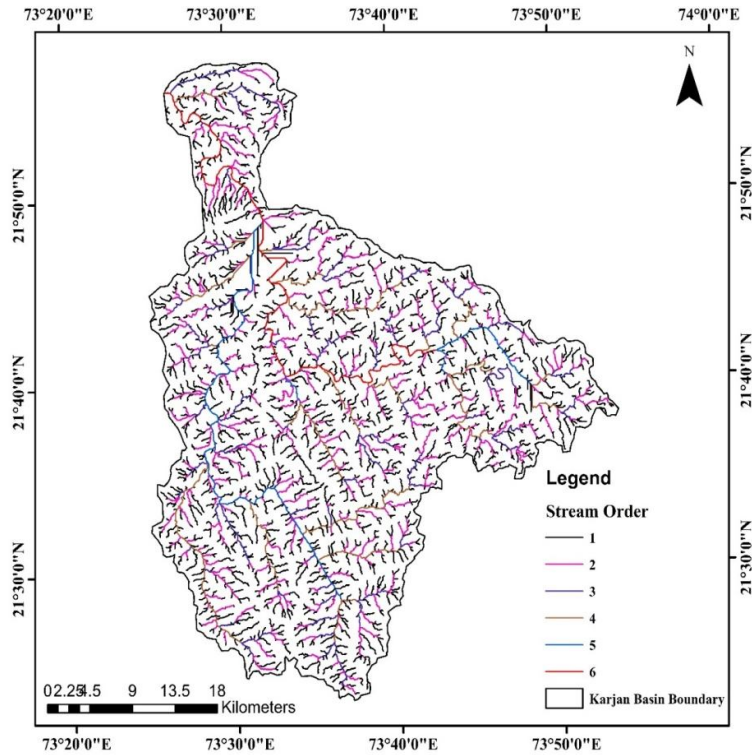 73°20'0"E 73°30'0"E 73°40'0"E 73°50'0"E 74°0'0"E
N
21°50'0"N 21°50'0"N
21°40'0"N 21°40'0"N
21°30'0"N 21°30'0"N
Legend
Stream Order
1
2
3
4
5
6
Karjan Basin Boundary
02.254.5 9 13.5 18
Kilometers
73°20'0"E 73°30'0"E 73°40'0"E 73°50'0"E